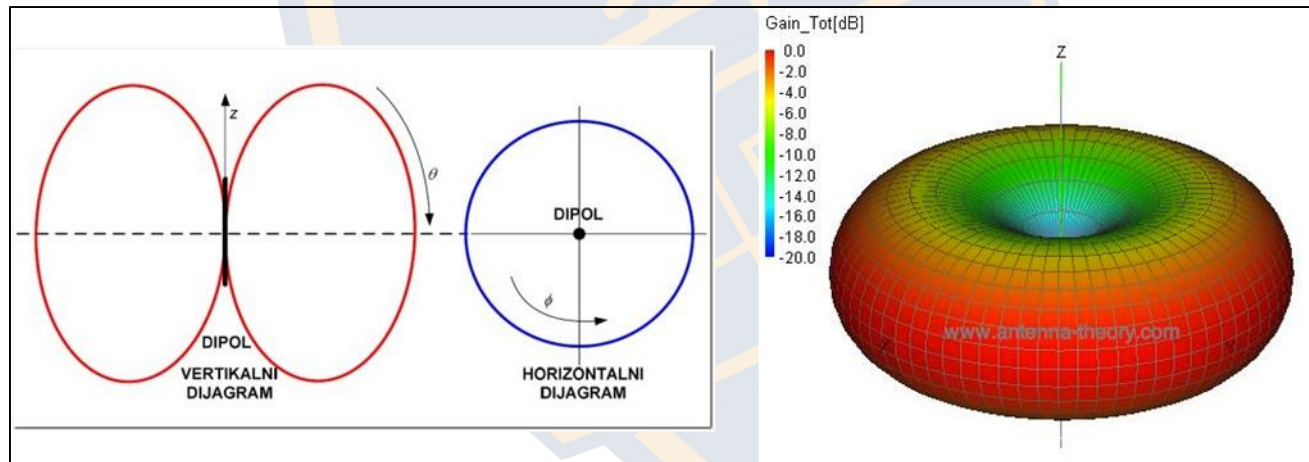 z
θ
DIPOL
VERTIKALNI
DIJAGRAM
DIPOL
ϕ
HORIZONTALNI
DIJAGRAM
Gain_Tot[dB]
0.0
-2.0
-4.0
-6.0
-8.0
-10.0
-12.0
-14.0
-16.0
-18.0
-20.0
Z
www.antenna-theory.com